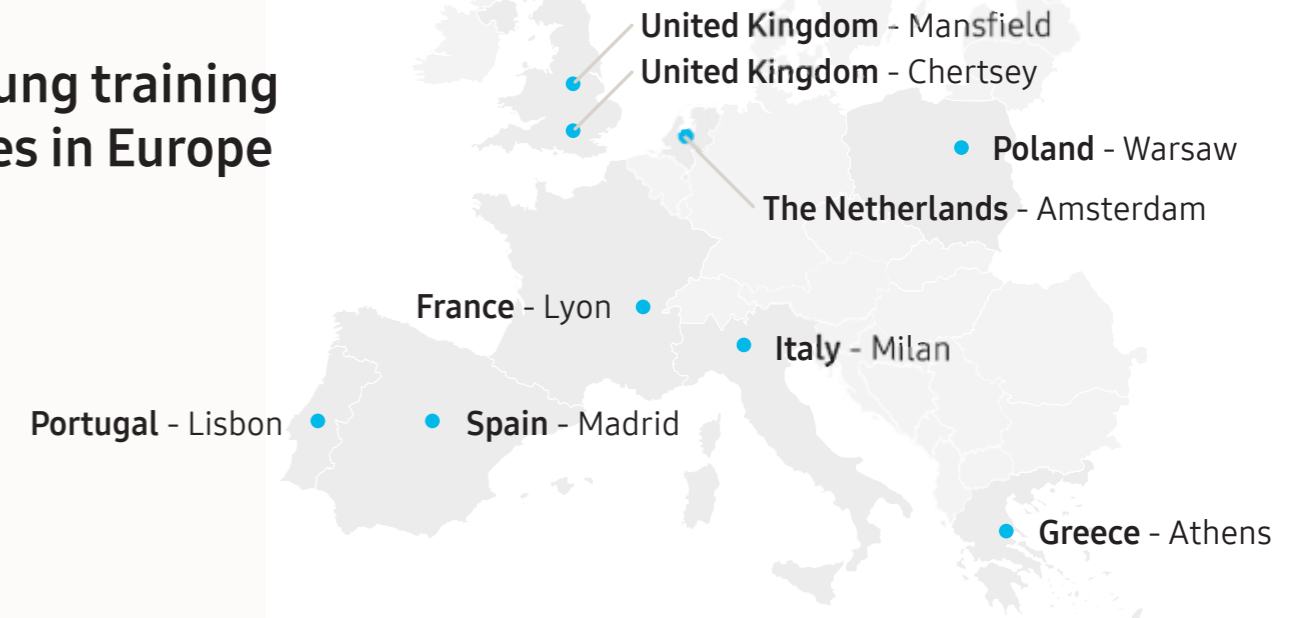 ung training
es in Europe
United Kingdom - Mansfield
United Kingdom - Chertsey
Poland - Warsaw
The Netherlands - Amsterdam
France - Lyon
Italy - Milan
Portugal - Lisbon
Spain - Madrid
Greece - Athens